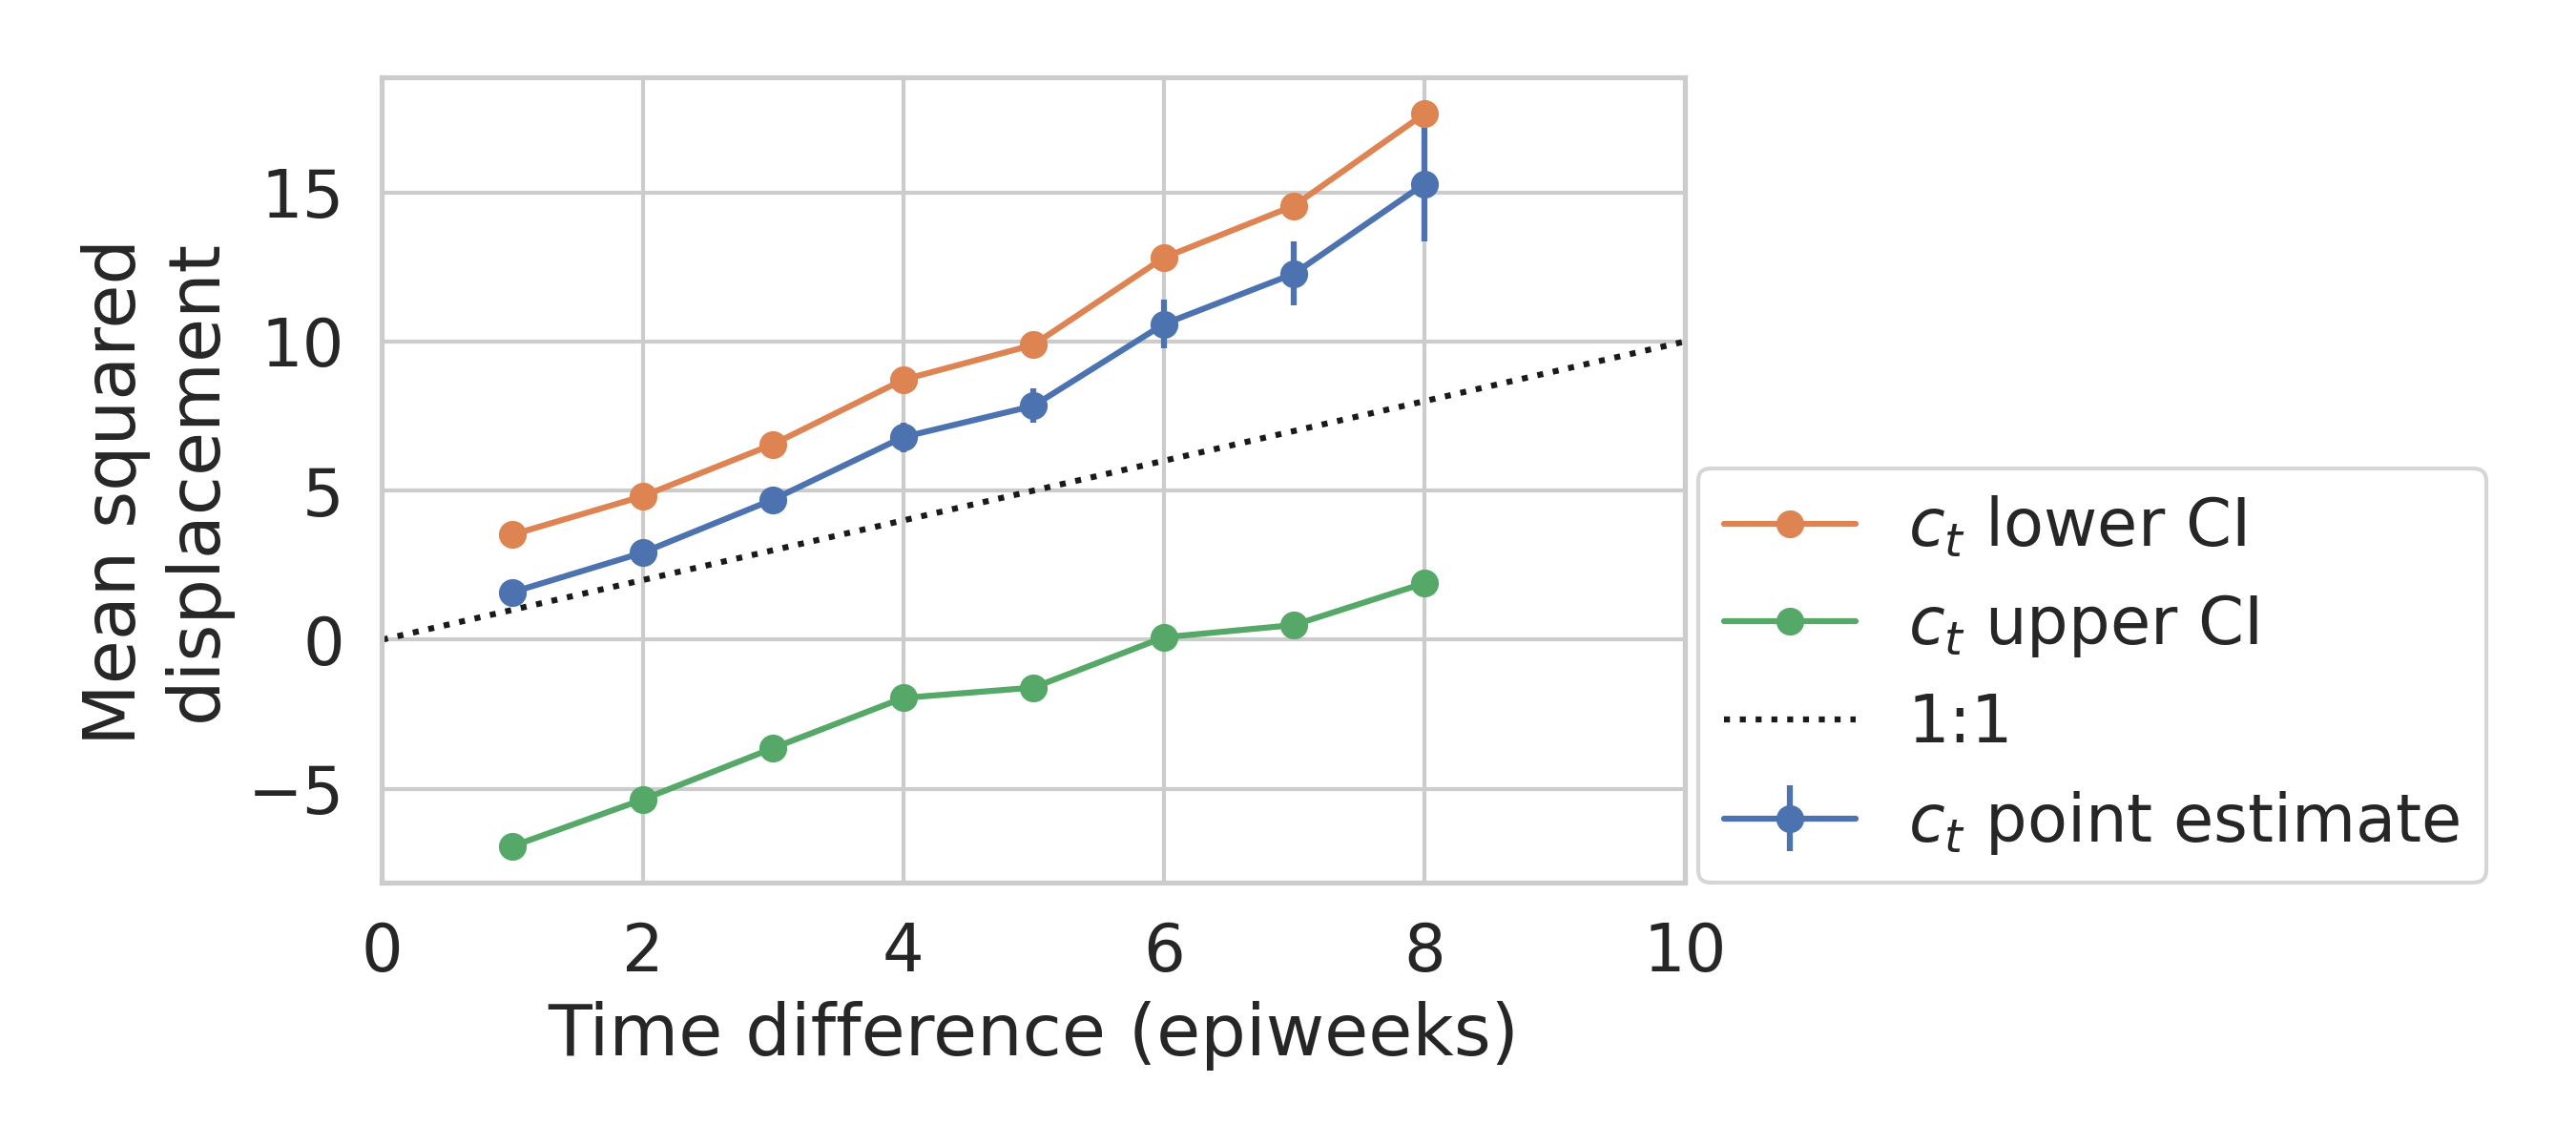 Mean squared
displacement
15
10
5
0
−5
0 2 4 6 8 10
Time difference (epiweeks)
c_t lower CI
c_t upper CI
1:1
c_t point estimate